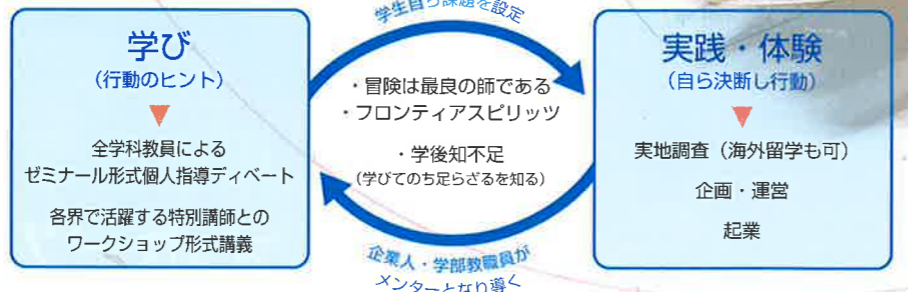 学生自ら課題を設定
学び
(行動のヒント)
全学科教員による
ゼミナール形式個人指導ディベート
各界で活躍する特別講師との
ワークショップ形式講義
・冒険は最良の師である
・フロンティアスピリッツ
・学後知不足
(学びてのち足らざるを知る)
実践・体験
(自ら決断し行動)
実地調査(海外留学も可)
企画・運営
起業
企業人・学部教職員が
メンターとなり導く